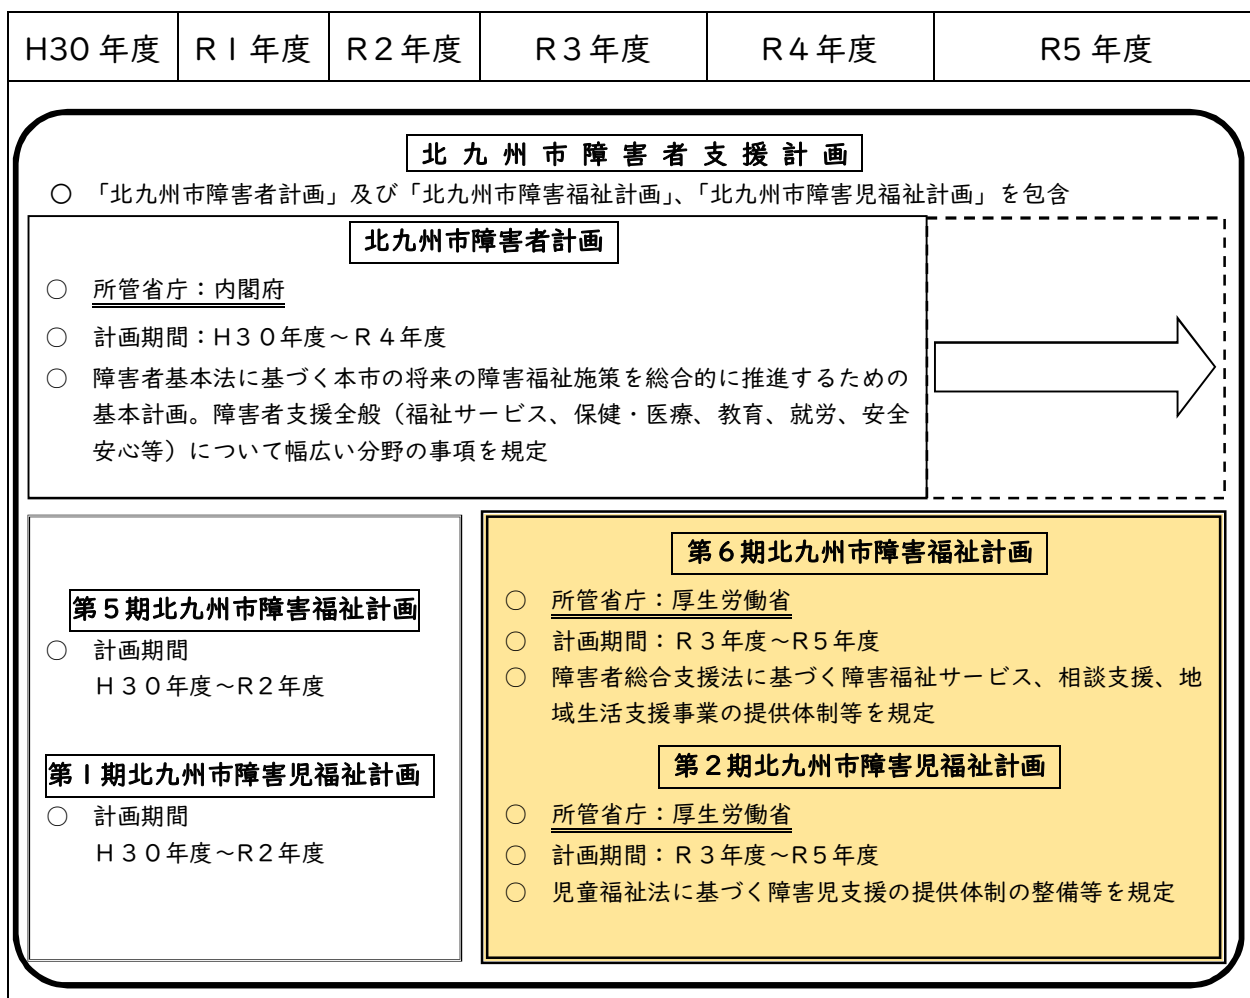 H30年度 R1年度 R2年度 R3年度 R4年度 R5年度
北九州市障害者支援計画
○ 「北九州市障害者計画」及び「北九州市障害福祉計画」、「北九州市障害児福祉計画」を包含
北九州市障害者計画
○ 所管省庁：内閣府
○ 計画期間：H30年度～R4年度
○ 障害者基本法に基づく本市の将来の障害福祉施策を総合的に推進するための
基本計画。障害者支援全般（福祉サービス、保健・医療、教育、就労、安全
安心等）について幅広い分野の事項を規定
第5期北九州市障害福祉計画
○ 計画期間
H30年度～R2年度
第1期北九州市障害児福祉計画
○ 計画期間
H30年度～R2年度
第6期北九州市障害福祉計画
○ 所管省庁：厚生労働省
○ 計画期間：R3年度～R5年度
○ 障害者総合支援法に基づく障害福祉サービス、相談支援、地
域生活支援事業の提供体制等を規定
第2期北九州市障害児福祉計画
○ 所管省庁：厚生労働省
○ 計画期間：R3年度～R5年度
○ 児童福祉法に基づく障害児支援の提供体制の整備等を規定